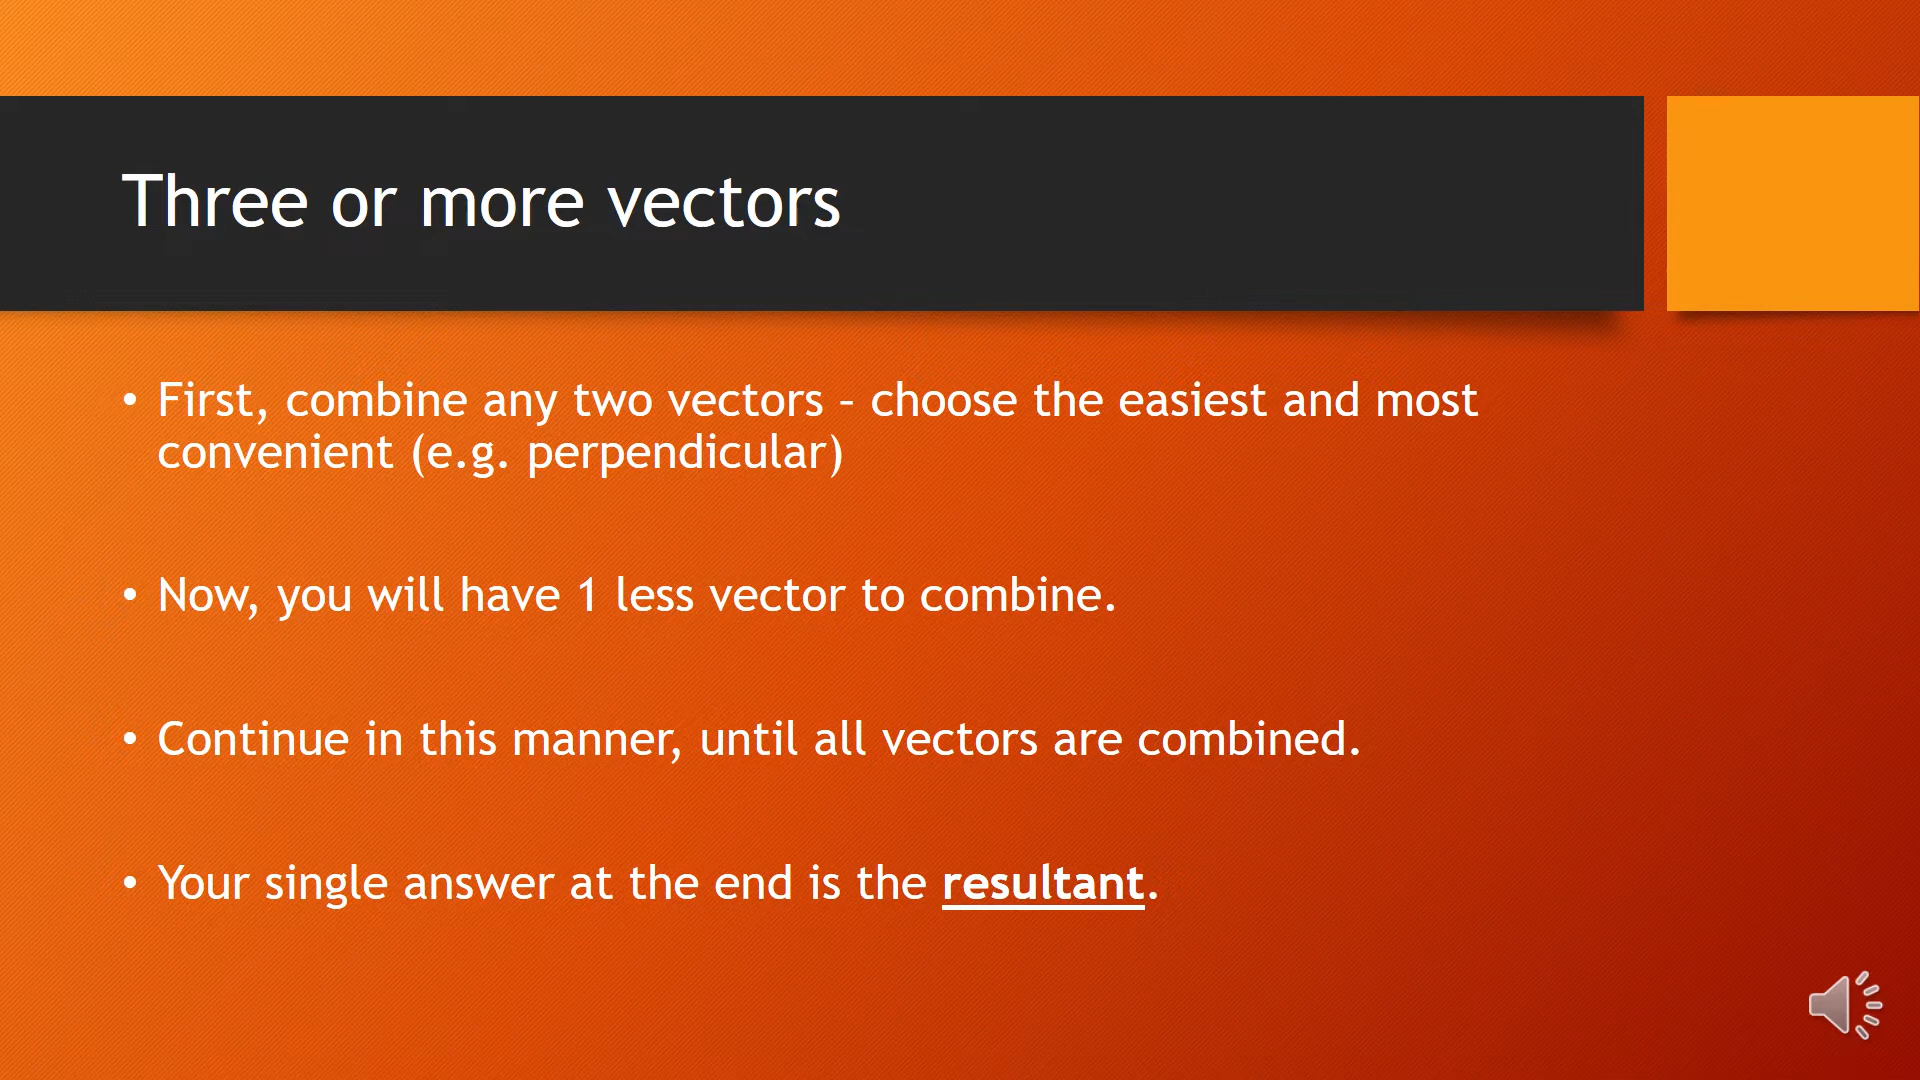 Three or more vectors
• First, combine any two vectors – choose the easiest and most
convenient (e.g. perpendicular)
• Now, you will have 1 less vector to combine.
• Continue in this manner, until all vectors are combined.
• Your single answer at the end is the resultant.